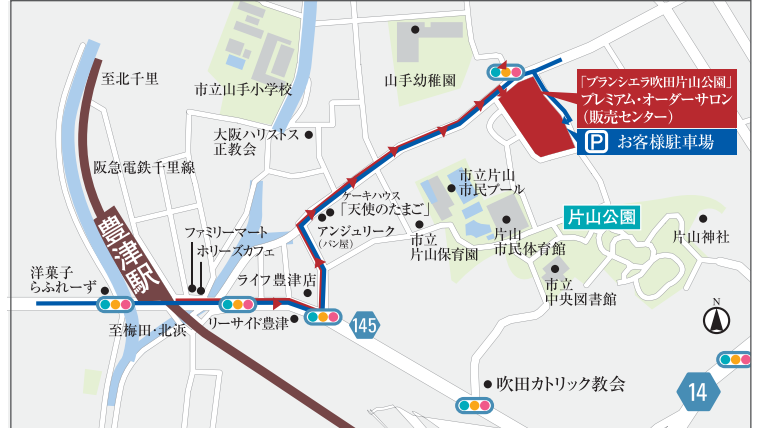 至北千里
市立山手小学校
山手幼稚園
「ブランシエラ吹田片山公園」
プレミアム・オーダーサロン
（販売センター）
P お客様駐車場
大阪ハリストス
正教会
阪急電鉄千里線
市立片山
市民プール
ケーキハウス
「天使のたまご」
アンジュリーク
（パン屋）
市立
片山保育園
片山
市民体育館
片山公園
片山神社
豊津駅
ファミリーマート
ホリーズカフェ
洋菓子
らふれーず
ライフ豊津店
市立
中央図書館
至梅田・北浜
リーサイド豊津
145
N
吹田カトリック教会
14